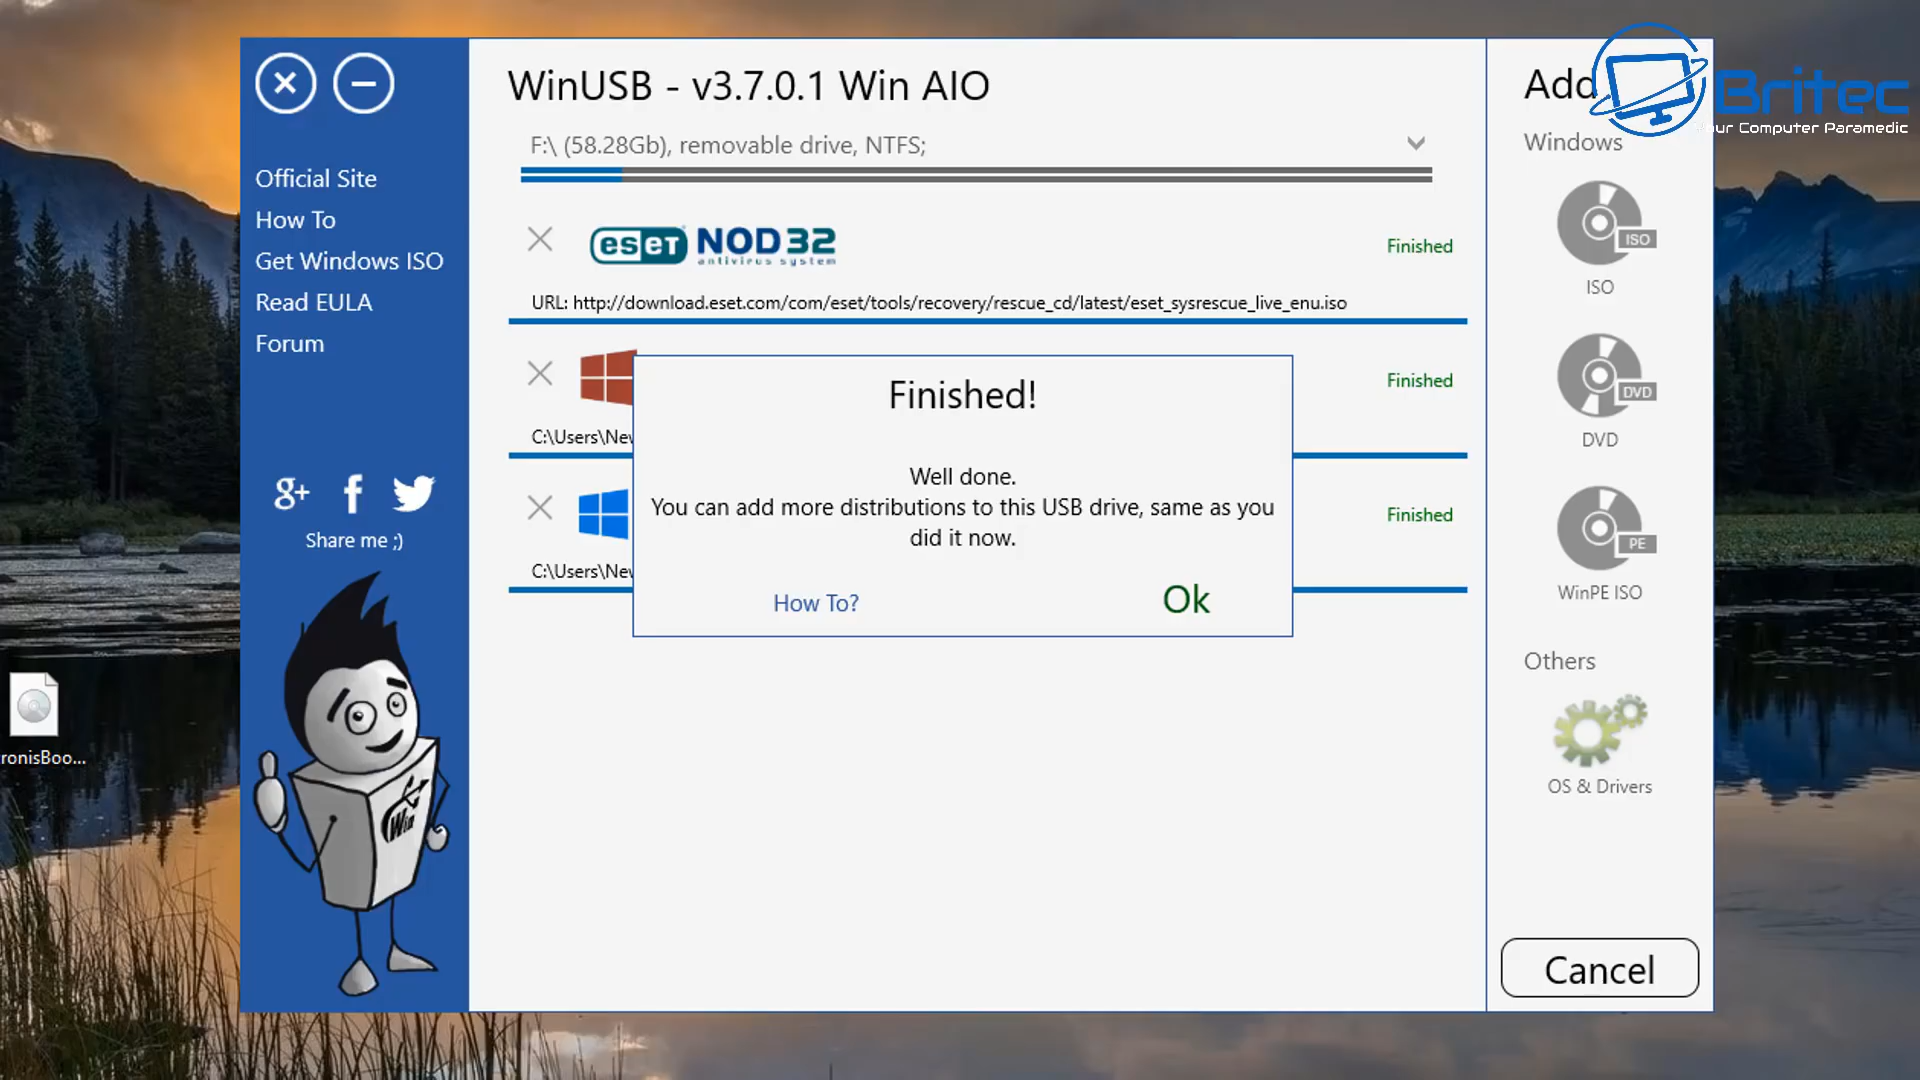 WinUSB - v3.7.0.1 Win AIO
F:\ (58.28Gb), removable drive, NTFS;
Official Site
How To
Get Windows ISO
Read EULA
Forum
g+ f
Share me ;)
Win
eset NOD32
antivirus system
Finished
URL: http://download.eset.com/com/eset/tools/recovery/rescue_cd/latest/eset_sysrescue_live_enu.iso
Finished
C:\Users\Nev
Finished
C:\Users\Nev
Finished!
Well done.
You can add more distributions to this USB drive, same as you
did it now.
How To?
Ok
Add
Britec
Your Computer Paramedic
Windows
ISO
ISO
DVD
DVD
PE
WinPE ISO
Others
OS & Drivers
Cancel
ronisBoo...